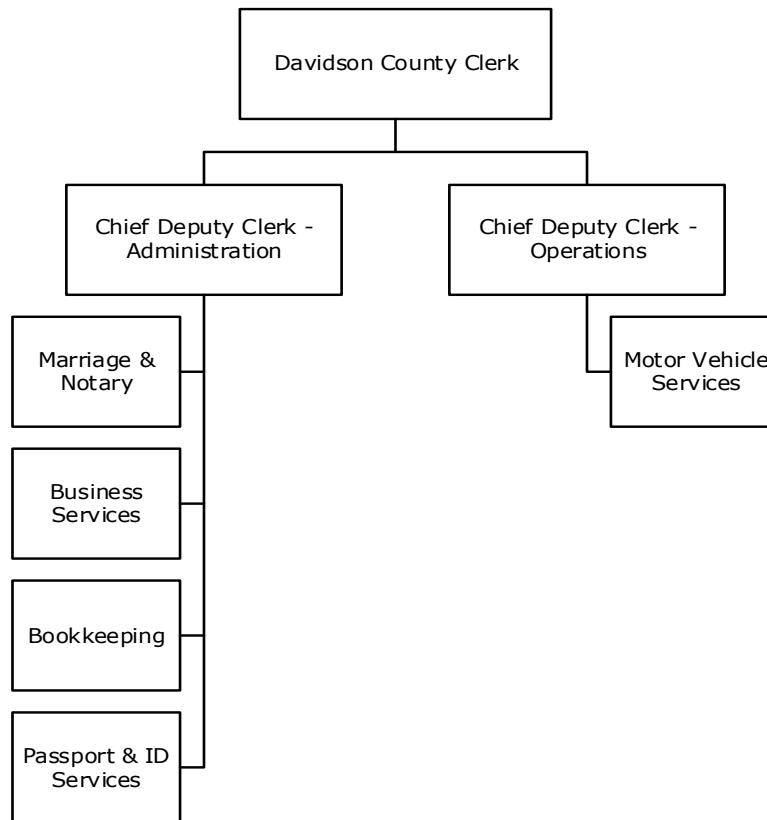 Davidson County Clerk
Chief Deputy Clerk -
Administration
Chief Deputy Clerk -
Operations
Marriage &
Notary
Motor Vehicle
Services
Business
Services
Bookkeeping
Passport & ID
Services